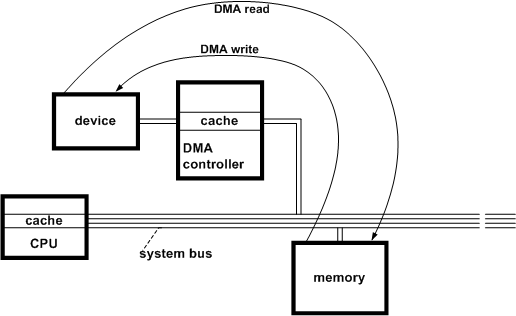 DMA read
DMA write
device
cache
DMA
controller
cache
CPU
system bus
memory